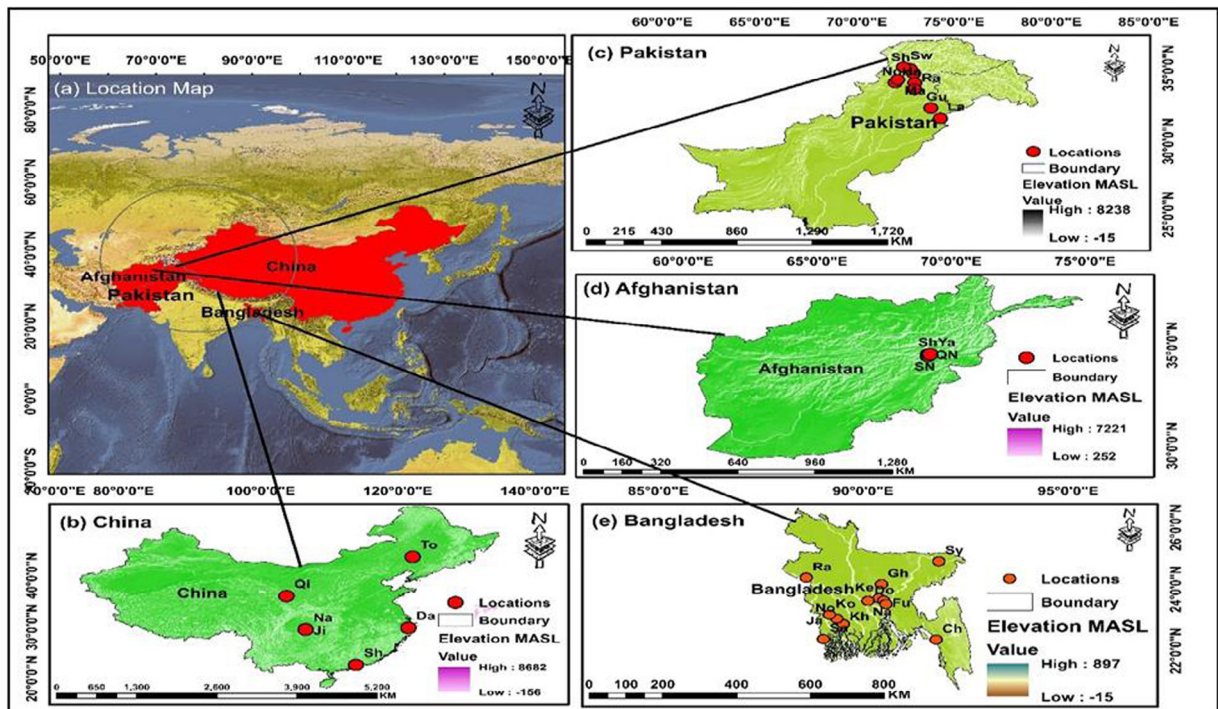 50°0'0"E 70°0'0"E 90°0'0"E 110°0'0"E 130°0'0"E 150°0'0"E
(a) Location Map
N
80°0'0"N
60°0'0"N
40°0'0"N
20°0'0"N
0°0'0"
20°0'0"S
China
Afghanistan
Pakistan
Bangladesh
60°0'0"E 65°0'0"E 70°0'0"E 75°0'0"E 80°0'0"E 85°0'0"E
(c) Pakistan
N
35°0'0"N
30°0'0"N
25°0'0"N
Sh Sw
No
Ra
Ma
Gu
La
Pakistan
Locations
Boundary
Elevation MASL
Value
High : 8238
Low : -15
0 215 430 860 1,290 1,720
KM
60°0'0"E 65°0'0"E 70°0'0"E 75°0'0"E
(d) Afghanistan
N
35°0'0"N
30°0'0"N
Afghanistan
ShYa
QN
SN
Locations
Boundary
Elevation MASL
Value
High : 7221
Low : 252
0 160 320 640 960 1,280
KM
70°0'0"E 100°0'0"E 120°0'0"E 140°0'0"E
(b) China
N
40°0'0"N
30°0'0"N
20°0'0"N
China
To
Qi
Na
Ji
Da
Sh
Locations
Boundary
Elevation MASL
Value
High : 8682
Low : -156
0 650 1,300 2,600 3,900 5,200
KM
85°0'0"E 90°0'0"E 95°0'0"E
(e) Bangladesh
N
26°0'0"N
24°0'0"N
22°0'0"N
Sy
Ra
Gh
Bangladesh
Ke
Do
Fu
Na
No
Ko
Ja
Kh
Ch
Locations
Boundary
Elevation MASL
Value
High : 897
Low : -15
0 100 200 400 600 800
KM